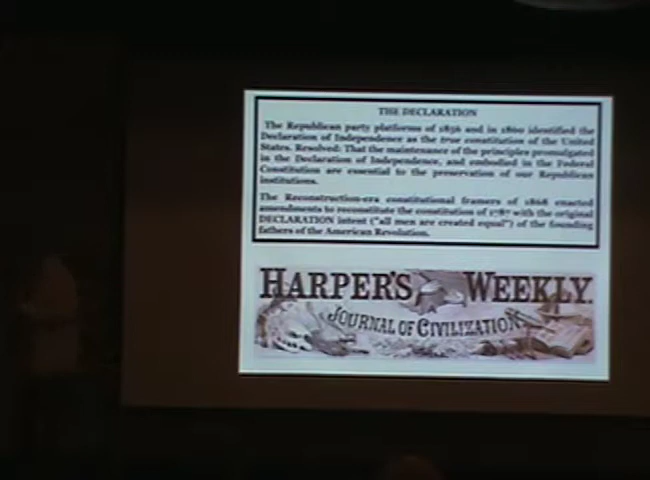 THE DECLARATION
The Republican party platforms of 1856 and in 1860 identified the
Declaration of Independence as the true constitution of the United
States. Resolved: That the maintenance of the principles promulgated
in the Declaration of Independence, and embodied in the Federal
Constitution are essential to the preservation of our Republican
institutions.
The Reconstruction-era constitutional framers of 1868 enacted
amendments to reconstitute the constitution of 1787 with the original
DECLARATION intent ("all men are created equal") of the founding
fathers of the American Revolution.
HARPER'S WEEKLY.
JOURNAL OF CIVILIZATION